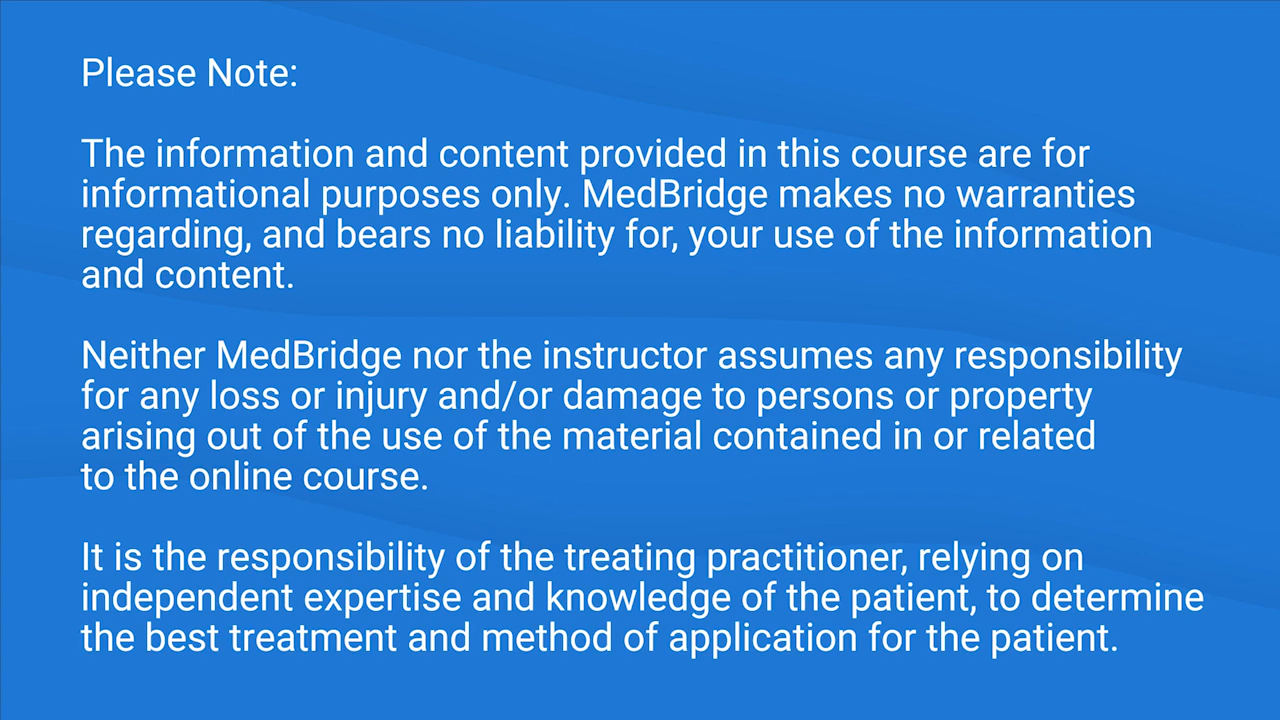 Please Note:
The information and content provided in this course are for
informational purposes only. MedBridge makes no warranties
regarding, and bears no liability for, your use of the information
and content.
Neither MedBridge nor the instructor assumes any responsibility
for any loss or injury and/or damage to persons or property
arising out of the use of the material contained in or related
to the online course.
It is the responsibility of the treating practitioner, relying on
independent expertise and knowledge of the patient, to determine
the best treatment and method of application for the patient.